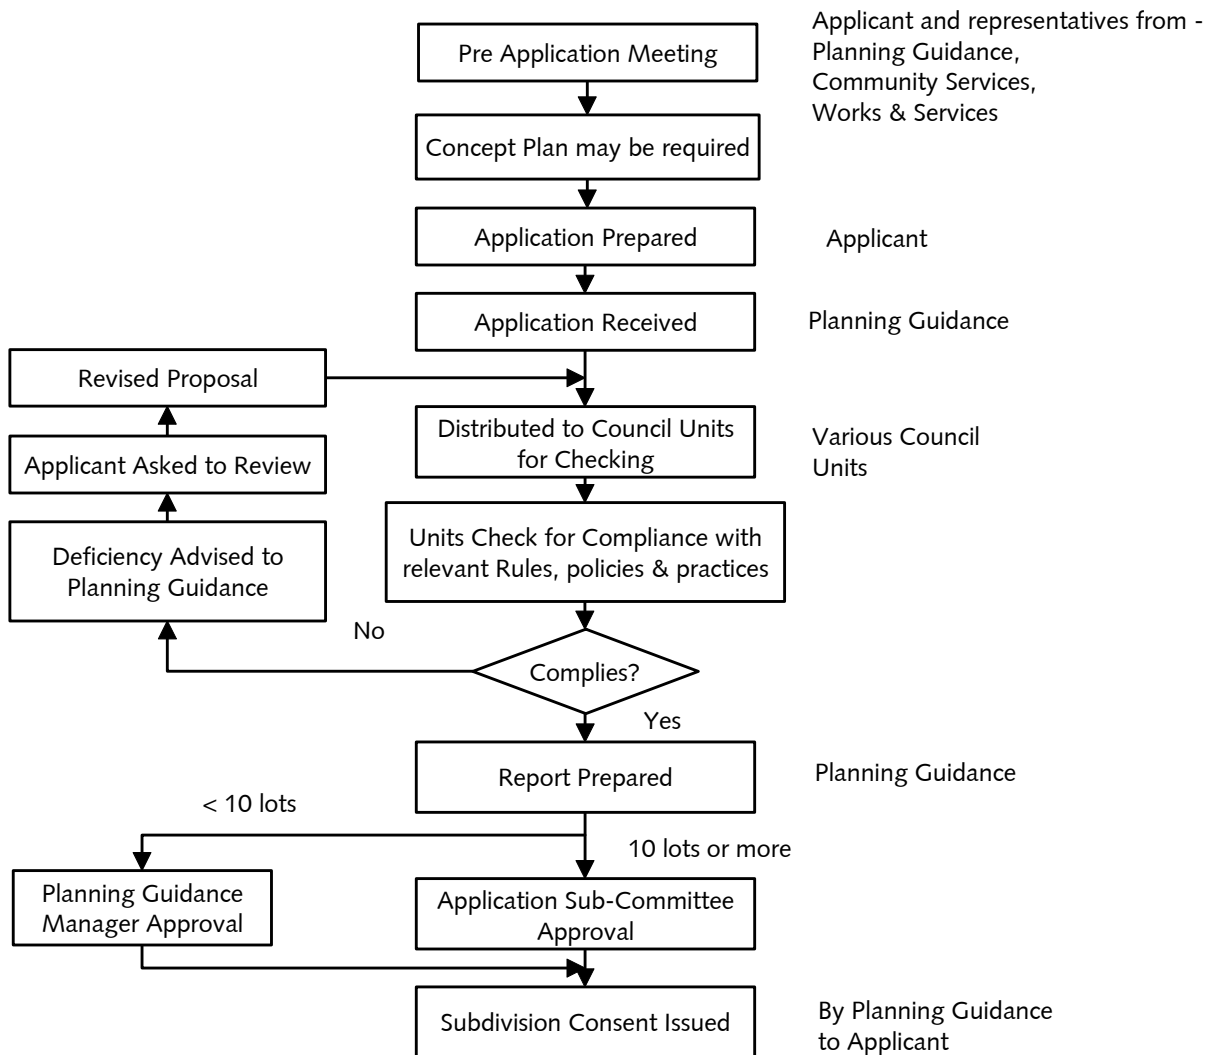 Pre Application Meeting
Applicant and representatives from -
Planning Guidance,
Community Services,
Works & Services
Concept Plan may be required
Application Prepared
Applicant
Application Received
Planning Guidance
Revised Proposal
Distributed to Council Units
for Checking
Various Council
Units
Applicant Asked to Review
Units Check for Compliance with
relevant Rules, policies & practices
Deficiency Advised to
Planning Guidance
No
Complies?
Yes
Report Prepared
Planning Guidance
< 10 lots
10 lots or more
Planning Guidance
Manager Approval
Application Sub-Committee
Approval
Subdivision Consent Issued
By Planning Guidance
to Applicant